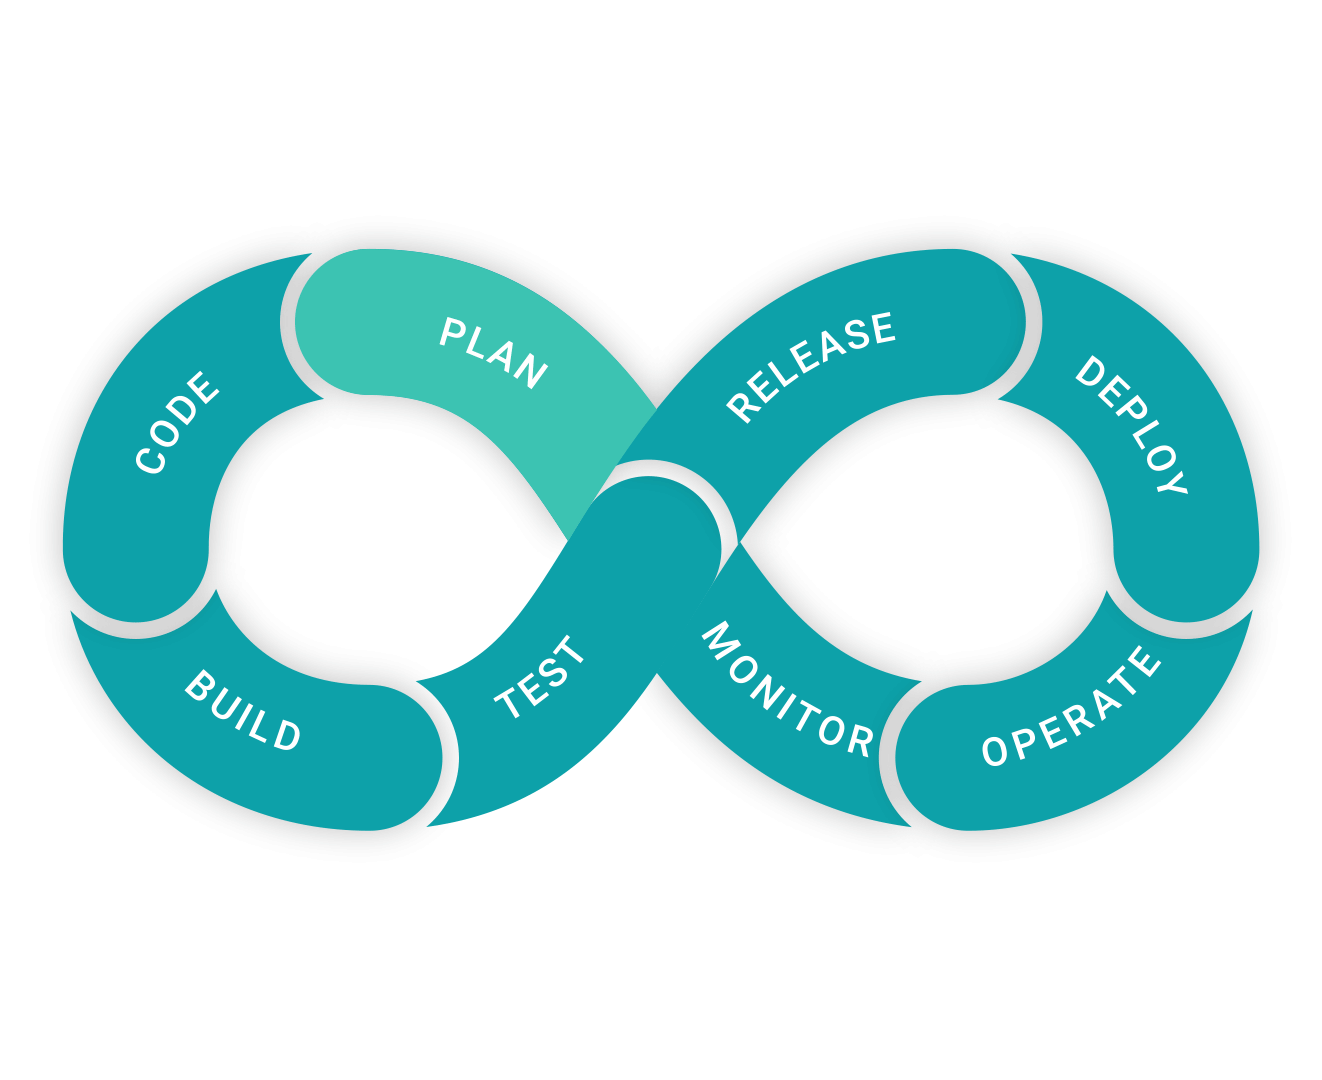 PLAN
CODE
BUILD
TEST
RELEASE
DEPLOY
OPERATE
MONITOR